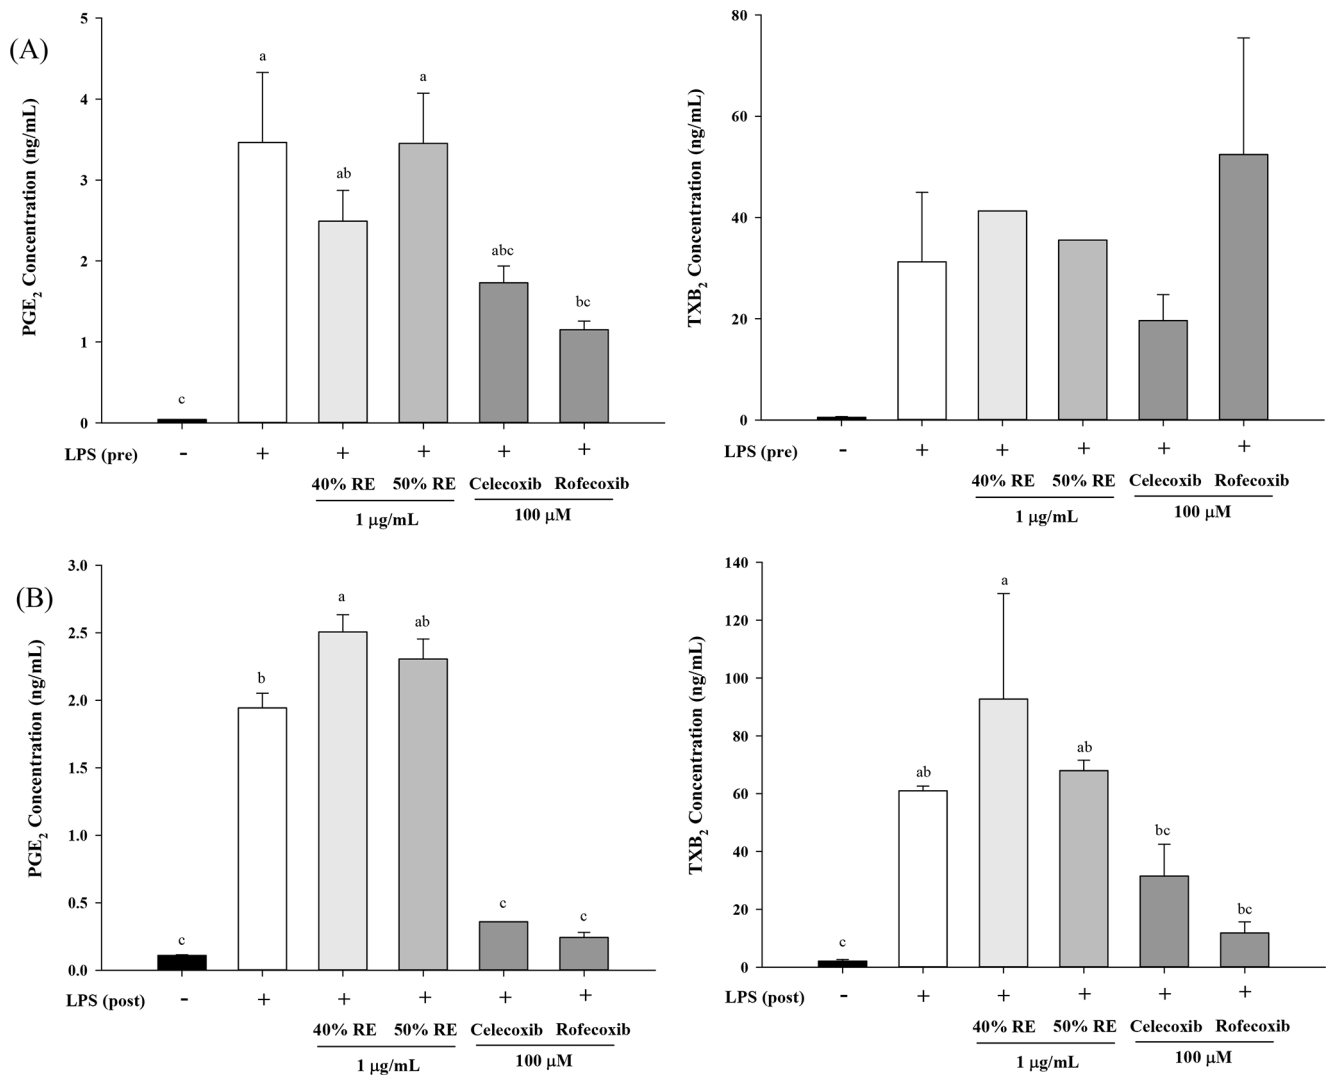 (A)
PGE2 Concentration (ng/mL)
5
4
3
2
1
0
c
a
ab
a
abc
bc
LPS (pre) - + + + + +
40% RE 50% RE Celecoxib Rofecoxib
1 μg/mL 100 μM
TXB2 Concentration (ng/mL)
80
60
40
20
0
LPS (pre) - + + + + +
40% RE 50% RE Celecoxib Rofecoxib
1 μg/mL 100 μM
(B)
PGE2 Concentration (ng/mL)
3.0
2.5
2.0
1.5
1.0
0.5
0.0
c
b
a
ab
c
c
LPS (post) - + + + + +
40% RE 50% RE Celecoxib Rofecoxib
1 μg/mL 100 μM
TXB2 Concentration (ng/mL)
140
120
100
80
60
40
20
0
c
ab
a
ab
bc
bc
LPS (post) - + + + + +
40% RE 50% RE Celecoxib Rofecoxib
1 μg/mL 100 μM